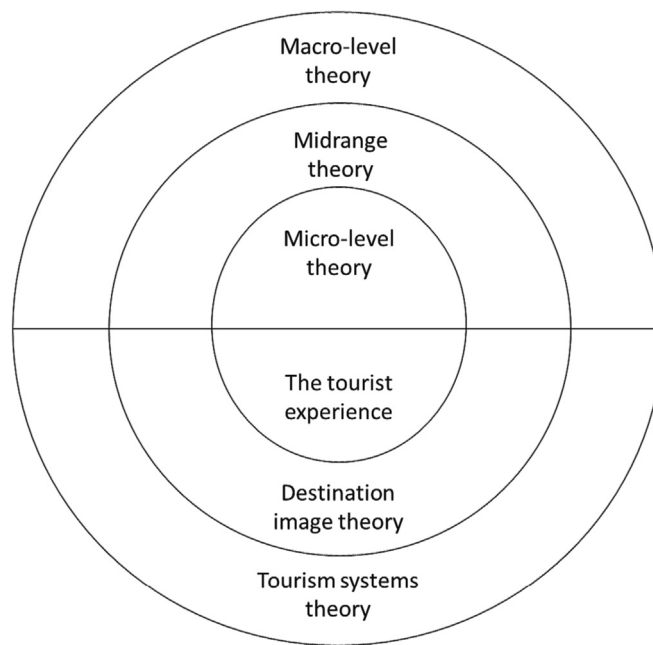 Macro-level
theory
Midrange
theory
Micro-level
theory
The tourist
experience
Destination
image theory
Tourism systems
theory